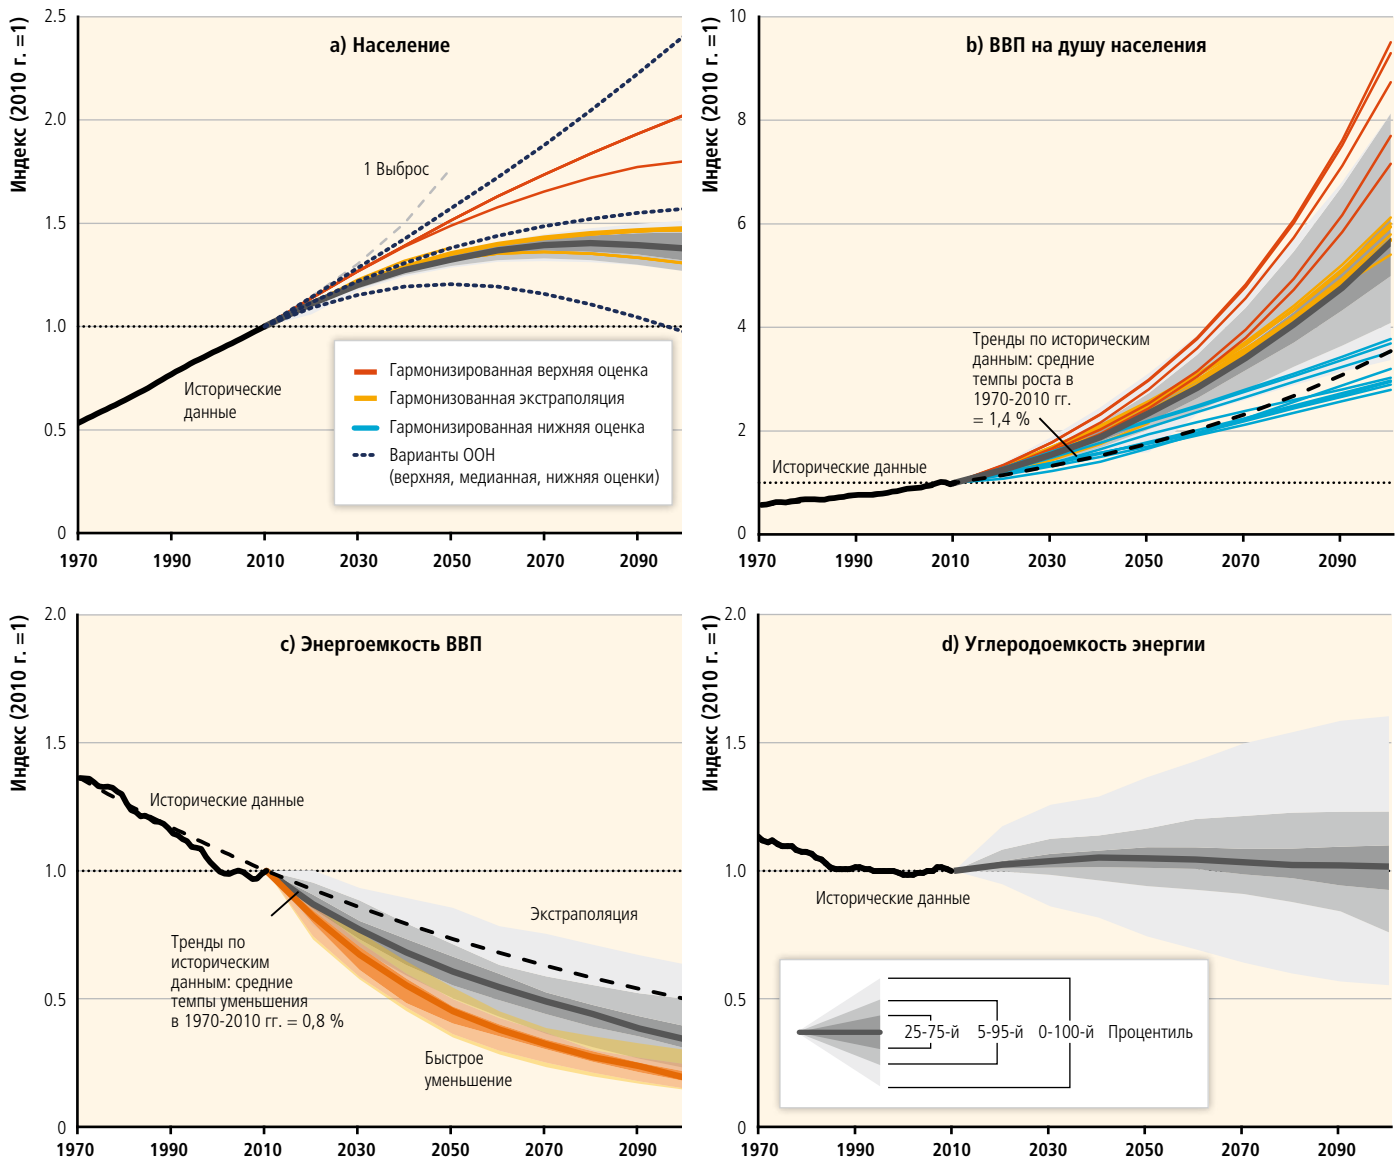 а) Население
Индекс (2010 г. =1)
2.5
2.0
1.5
1.0
0.5
0
1 Выброс
Исторические
данные
Гармонизированная верхняя оценка
Гармонизованная экстраполяция
Гармонизированная нижняя оценка
Варианты ООН
(верхняя, медианная, нижняя оценки)
1970
1990
2010
2030
2050
2070
2090
b) ВВП на душу населения
Индекс (2010 г. =1)
10
8
6
4
2
0
Тренды по историческим
данным: средние
темпы роста в
1970-2010 гг.
= 1,4 %
Исторические данные
1970
1990
2010
2030
2050
2070
2090
c) Энергоемкость ВВП
Индекс (2010 г. =1)
2.0
1.5
1.0
0.5
0
Исторические данные
Экстраполяция
Тренды по
историческим
данным: средние
темпы уменьшения
в 1970-2010 гг. = 0,8 %
Быстрое
уменьшение
1970
1990
2010
2030
2050
2070
2090
d) Углеродоемкость энергии
Индекс (2010 г. =1)
2.0
1.5
1.0
0.5
0
Исторические данные
25-75-й 5-95-й 0-100-й Процентиль
1970
1990
2010
2030
2050
2070
2090